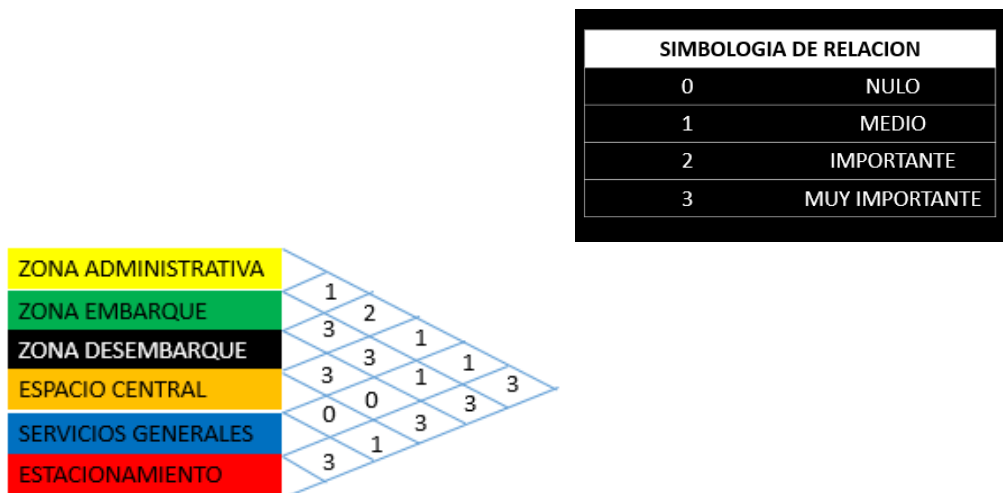 SIMBOLOGIA DE RELACION
0 NULO
1 MEDIO
2 IMPORTANTE
3 MUY IMPORTANTE
ZONA ADMINISTRATIVA
1
ZONA EMBARQUE
2
3
1
ZONA DESEMBARQUE
3
1
3
1
3
ESPACIO CENTRAL
0
3
0
3
SERVICIOS GENERALES
1
3
ESTACIONAMIENTO